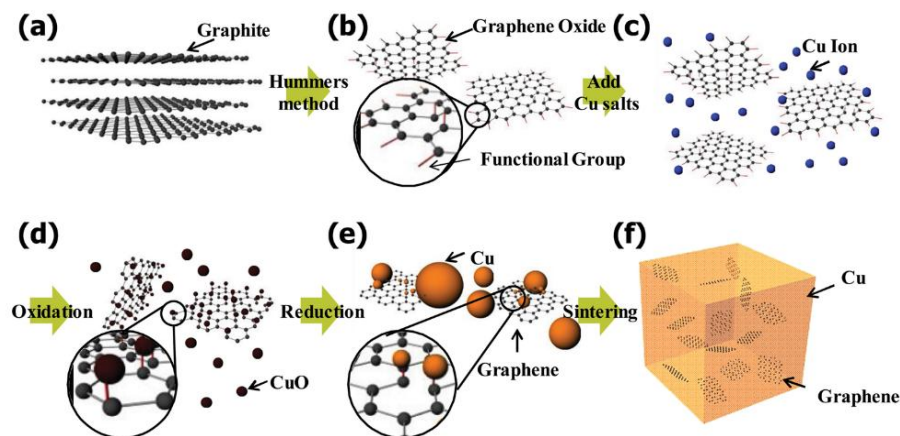 (a)
Graphite
Hummers
method
(b)
Graphene Oxide
Functional Group
Add
Cu salts
(c)
Cu Ion
(d)
Oxidation
CuO
(e)
Cu
Reduction
Graphene
Sintering
(f)
Cu
Graphene